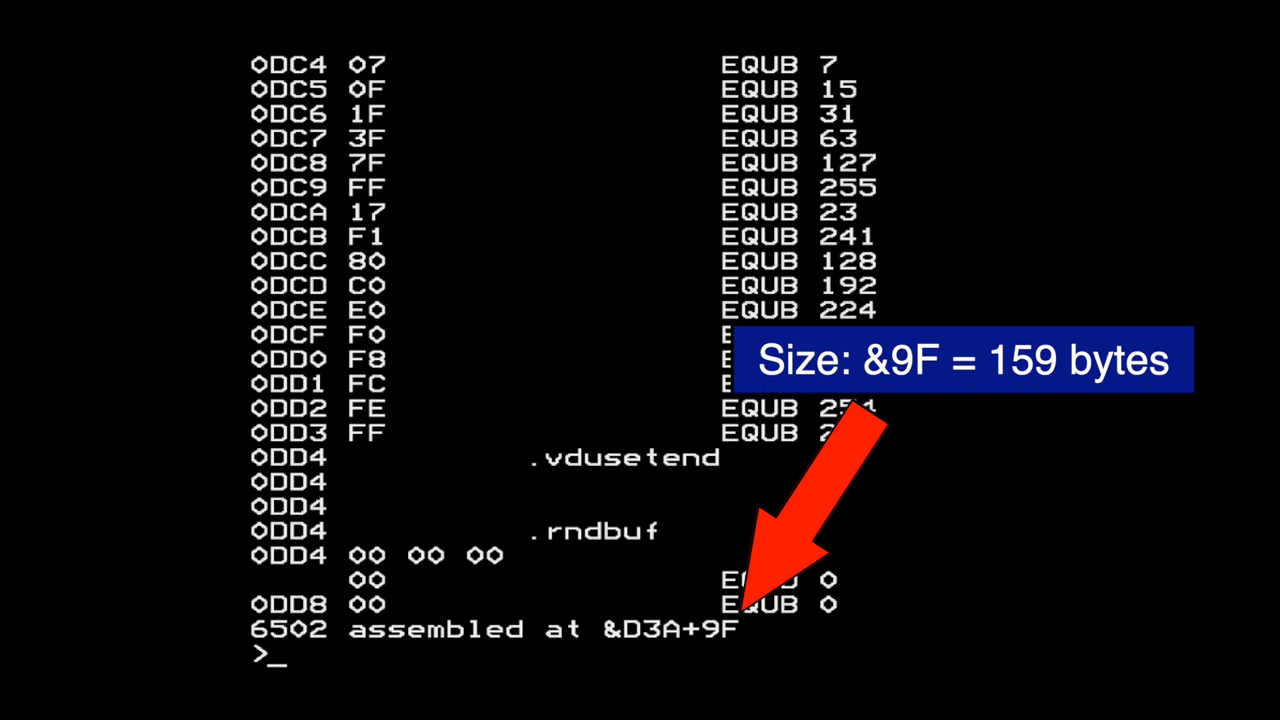 0DC4 07 EQUB 7
0DC5 0F EQUB 15
0DC6 1F EQUB 31
0DC7 3F EQUB 63
0DC8 7F EQUB 127
0DC9 FF EQUB 255
0DCA 17 EQUB 23
0DCB F1 EQUB 241
0DCC 80 EQUB 128
0DCD C0 EQUB 192
0DCE E0 EQUB 224
0DCF F0
0DD0 F8
Size: &9F = 159 bytes
0DD1 FC
0DD2 FE EQUB 254
0DD3 FF EQUB
0DD4 .vdusetend
0DD4
0DD4
0DD4 .rndbuf
0DD4 00 00 00
00 0
0DD8 00 EQUB 0
6502 assembled at &D3A+9F
>_